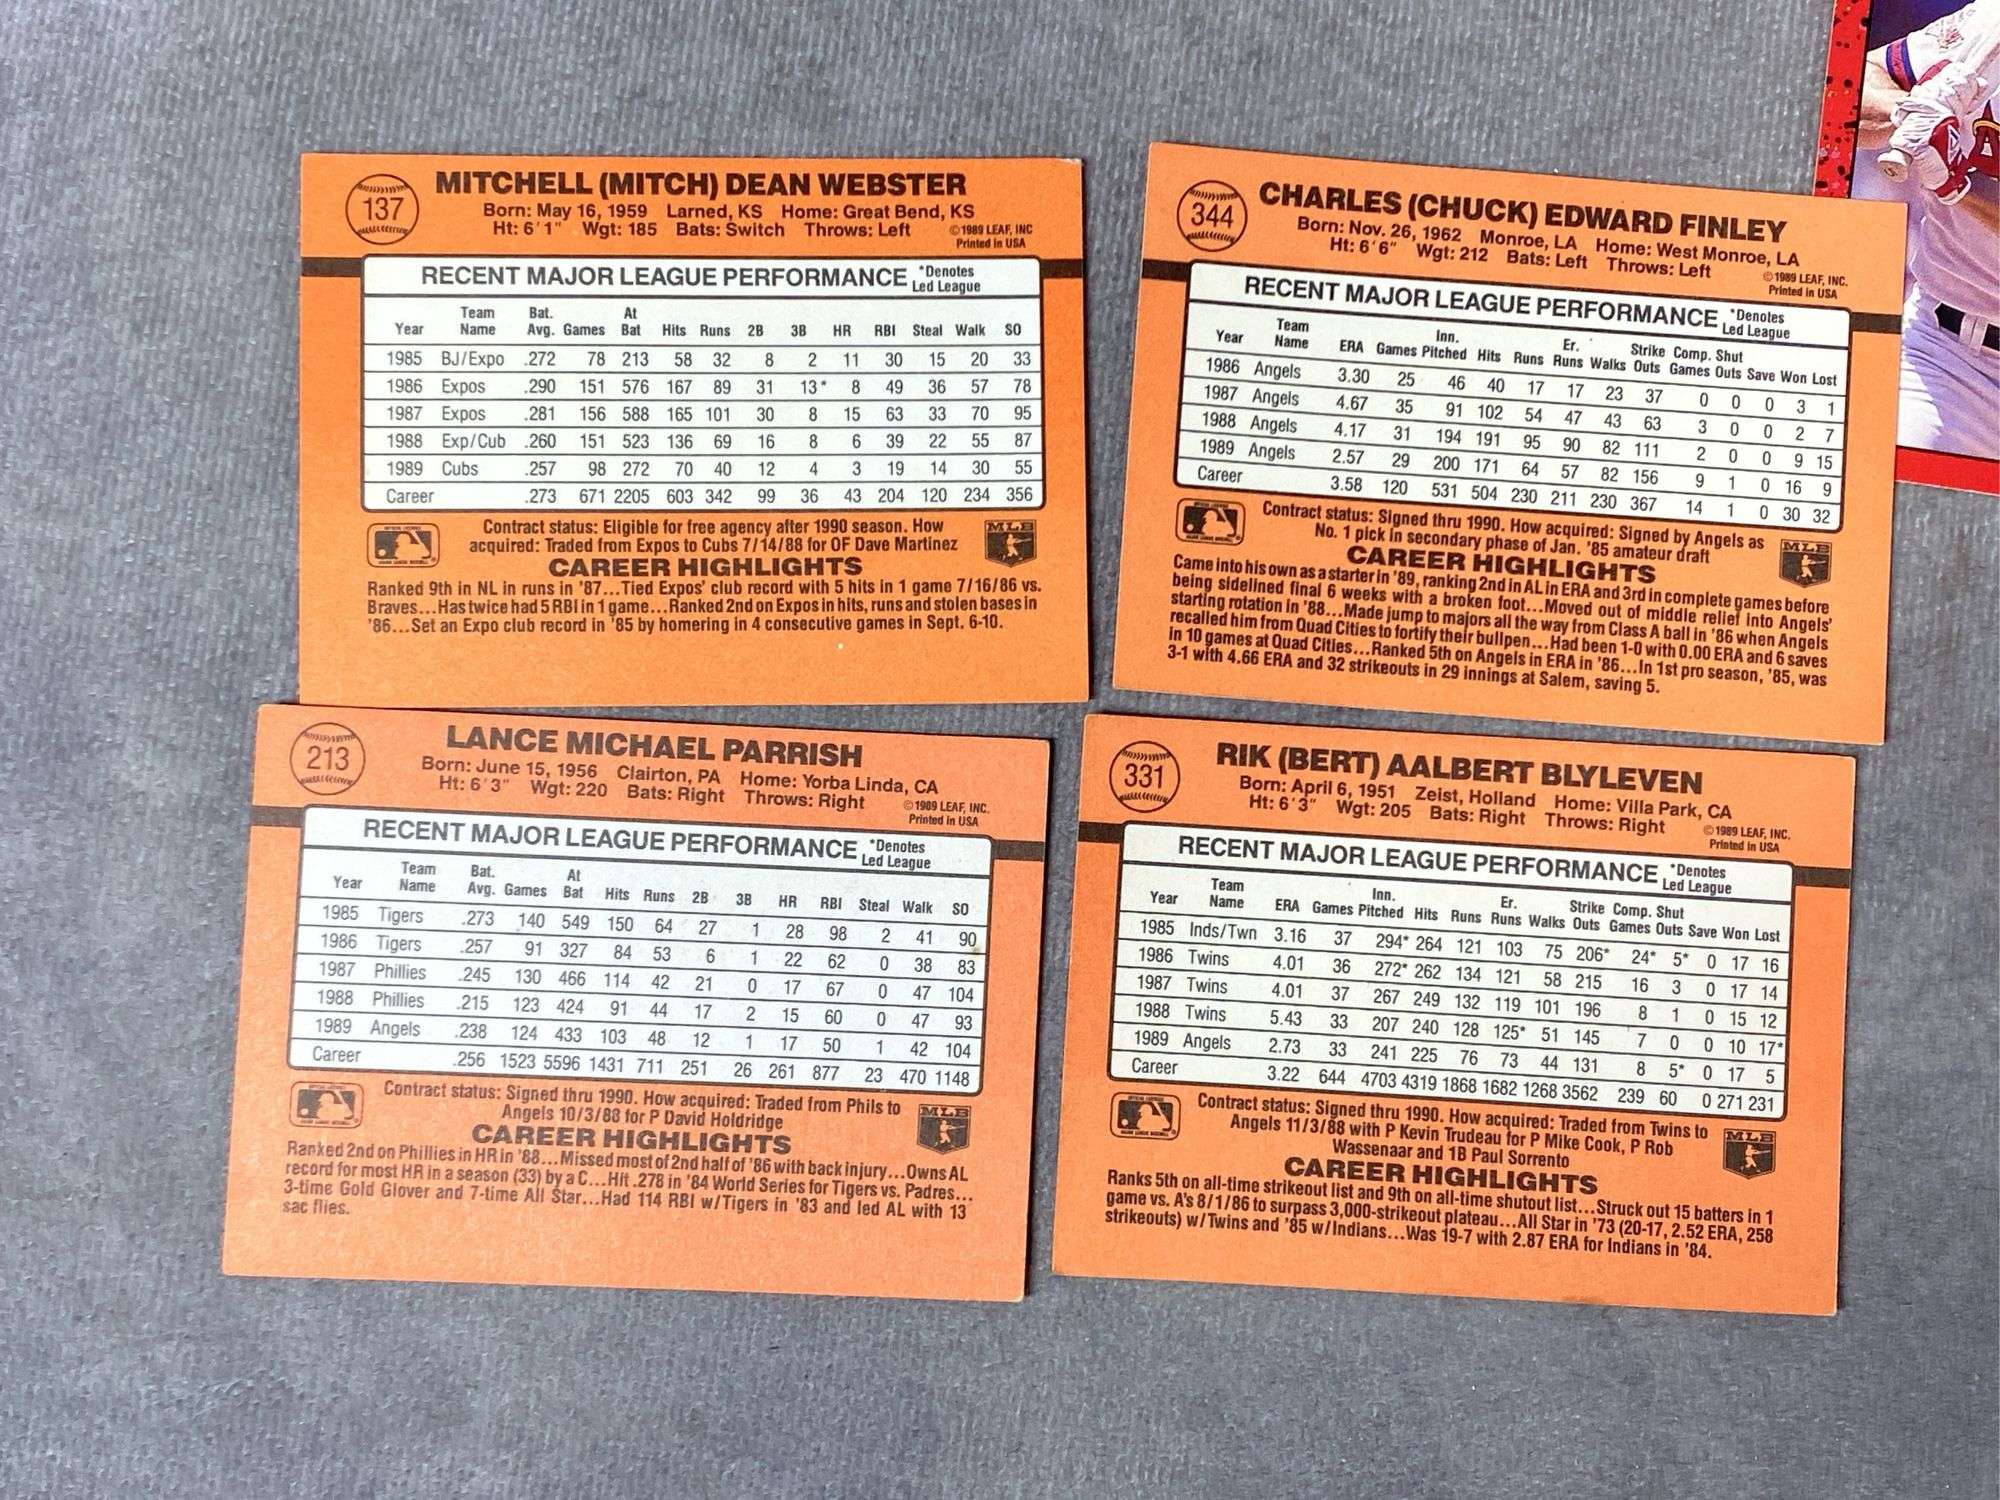 137
MITCHELL (MITCH) DEAN WEBSTER
Born: May 16, 1959 Larned, KS Home: Great Bend, KS
Ht: 6'1" Wgt: 185 Bats: Switch Throws: Left
©1989 LEAF, INC
Printed in USA
RECENT MAJOR LEAGUE PERFORMANCE *Denotes Led League
Year Team Name Bat. Avg. Games At Bat Hits Runs 2B 3B HR RBI Steal Walk SO
1985 BJ/Expo .272 78 213 58 32 8 2 11 30 15 20 33
1986 Expos .290 151 576 167 89 31 13* 8 49 36 57 78
1987 Expos .281 156 588 165 101 30 8 15 63 33 70 95
1988 Exp/Cub .260 151 523 136 69 16 8 6 39 22 55 87
1989 Cubs .257 98 272 70 40 12 4 3 19 14 30 55
Career .273 671 2205 603 342 99 36 43 204 120 234 356
Contract status: Eligible for free agency after 1990 season. How
acquired: Traded from Expos to Cubs 7/14/88 for OF Dave Martinez
MLB
CAREER HIGHLIGHTS
Ranked 9th in NL in runs in '87...Tied Expos' club record with 5 hits in 1 game 7/16/86 vs.
Braves...Has twice had 5 RBI in 1 game...Ranked 2nd on Expos in hits, runs and stolen bases in
'86...Set an Expo club record in '85 by homering in 4 consecutive games in Sept. 6-10.
344
CHARLES (CHUCK) EDWARD FINLEY
Born: Nov. 26, 1962 Monroe, LA Home: West Monroe, LA
Ht: 6'6" Wgt: 212 Bats: Left Throws: Left
©1989 LEAF, INC.
Printed in USA
RECENT MAJOR LEAGUE PERFORMANCE *Denotes Led League
Year Team Name ERA Games Inn. Pitched Hits Runs Er. Runs Walks Strike Outs Comp. Games Shut Outs Save Won Lost
1986 Angels 3.30 25 46 40 17 17 23 37 0 0 0 3 1
1987 Angels 4.67 35 91 102 54 47 43 63 3 0 0 2 7
1988 Angels 4.17 31 194 191 95 90 82 111 2 0 0 9 15
1989 Angels 2.57 29 200 171 64 57 82 156 9 1 0 16 9
Career 3.58 120 531 504 230 211 230 367 14 1 0 30 32
Contract status: Signed thru 1990. How acquired: Signed by Angels as
No. 1 pick in secondary phase of Jan. '85 amateur draft
MLB
CAREER HIGHLIGHTS
Came into his own as a starter in '89, ranking 2nd in AL in ERA and 3rd in complete games before
being sidelined final 6 weeks with a broken foot...Moved out of middle relief into Angels'
starting rotation in '88...Made jump to majors all the way from Class A ball in '86 when Angels
recalled him from Quad Cities to fortify their bullpen...Had been 1-0 with 0.00 ERA and 6 saves
in 10 games at Quad Cities...Ranked 5th on Angels in ERA in '86...In 1st pro season, '85, was
3-1 with 4.66 ERA and 32 strikeouts in 29 innings at Salem, saving 5.
213
LANCE MICHAEL PARRISH
Born: June 15, 1956 Clairton, PA Home: Yorba Linda, CA
Ht: 6'3" Wgt: 220 Bats: Right Throws: Right
©1989 LEAF, INC.
Printed in USA
RECENT MAJOR LEAGUE PERFORMANCE *Denotes Led League
Year Team Name Bat. Avg. Games At Bat Hits Runs 2B 3B HR RBI Steal Walk SO
1985 Tigers .273 140 549 150 64 27 1 28 98 2 41 90
1986 Tigers .257 91 327 84 53 6 1 22 62 0 38 83
1987 Phillies .245 130 466 114 42 21 0 17 67 0 47 104
1988 Phillies .215 123 424 91 44 17 2 15 60 0 47 93
1989 Angels .238 124 433 103 48 12 1 17 50 1 42 104
Career .256 1523 5596 1431 711 251 26 261 877 23 470 1148
Contract status: Signed thru 1990. How acquired: Traded from Phils to
Angels 10/3/88 for P David Holdridge
MLB
CAREER HIGHLIGHTS
Ranked 2nd on Phillies in HR in '88...Missed most of 2nd half of '86 with back injury...Owns AL
record for most HR in a season (33) by a C...Hit .278 in '84 World Series for Tigers vs. Padres...
3-time Gold Glover and 7-time All Star...Had 114 RBI w/Tigers in '83 and led AL with 13
sac flies.
331
RIK (BERT) AALBERT BLYLEVEN
Born: April 6, 1951 Zeist, Holland Home: Villa Park, CA
Ht: 6'3" Wgt: 205 Bats: Right Throws: Right
©1989 LEAF, INC.
Printed in USA
RECENT MAJOR LEAGUE PERFORMANCE *Denotes Led League
Year Team Name ERA Games Inn. Pitched Hits Runs Er. Runs Walks Strike Outs Comp. Games Shut Outs Save Won Lost
1985 Inds/Twn 3.16 37 294* 264 121 103 75 206* 24* 5* 0 17 16
1986 Twins 4.01 36 272* 262 134 121 58 215 16 3 0 17 14
1987 Twins 4.01 37 267 249 132 119 101 196 8 1 0 15 12
1988 Twins 5.43 33 207 240 128 125* 51 145 7 0 0 10 17*
1989 Angels 2.73 33 241 225 76 73 44 131 8 5* 0 17 5
Career 3.22 644 4703 4319 1868 1682 1268 3562 239 60 0 271 231
Contract status: Signed thru 1990. How acquired: Traded from Twins to
Angels 11/3/88 with P Kevin Trudeau for P Mike Cook, P Rob
Wassenaar and 1B Paul Sorrento
MLB
CAREER HIGHLIGHTS
Ranks 5th on all-time strikeout list and 9th on all-time shutout list...Struck out 15 batters in 1
game vs. A's 8/1/86 to surpass 3,000-strikeout plateau...All Star in '73 (20-17, 2.52 ERA, 258
strikeouts) w/Twins and '85 w/Indians...Was 19-7 with 2.87 ERA for Indians in '84.